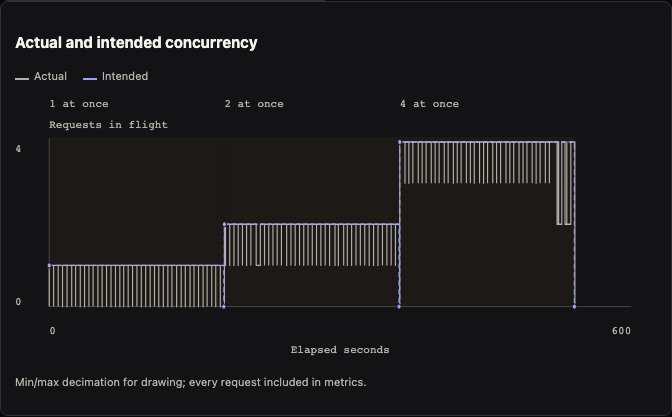 Actual and intended concurrency
Actual Intended
1 at once 2 at once 4 at once
Requests in flight
4
0
0 600
Elapsed seconds
Min/max decimation for drawing; every request included in metrics.